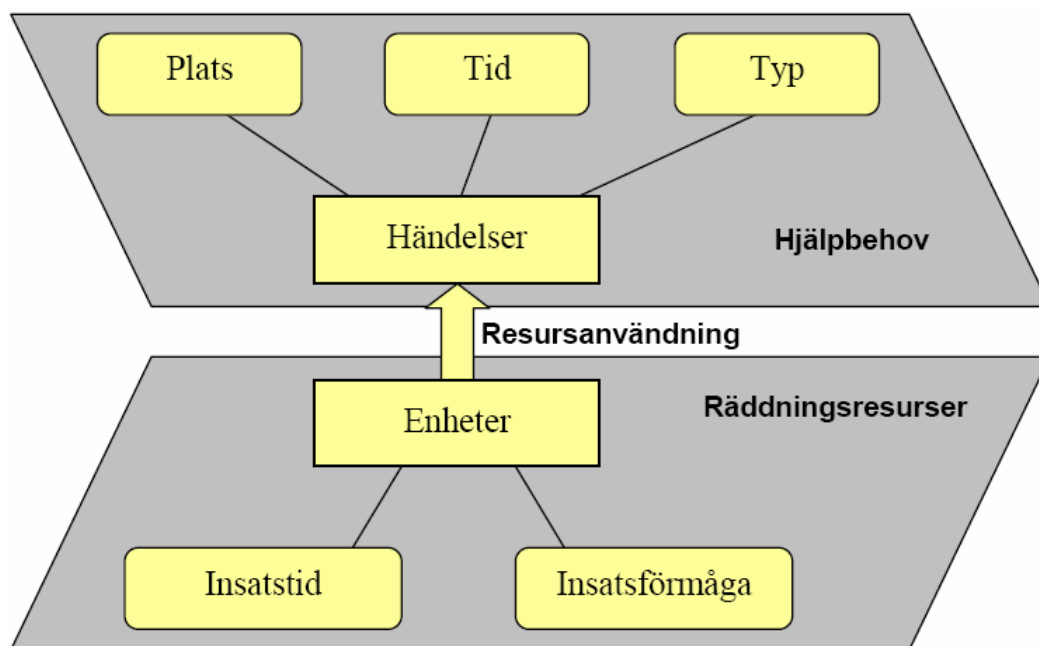 Plats
Tid
Typ
Händelser
Hjälpbehov
Resursanvändning
Enheter
Räddningsresurser
Insatstid
Insatsförmåga